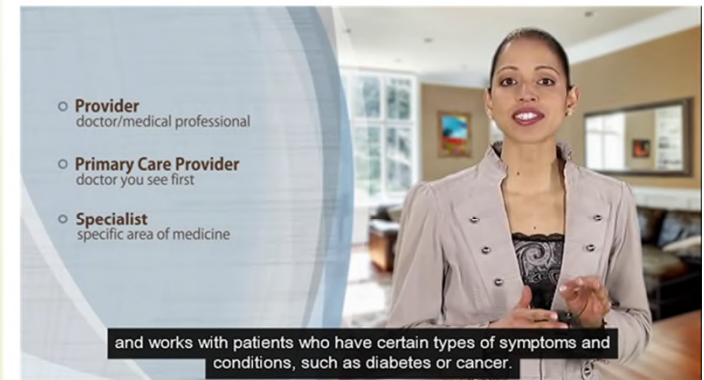 Provider
doctor/medical professional
Primary Care Provider
doctor you see first
Specialist
specific area of medicine
and works with patients who have certain types of symptoms and
conditions, such as diabetes or cancer.